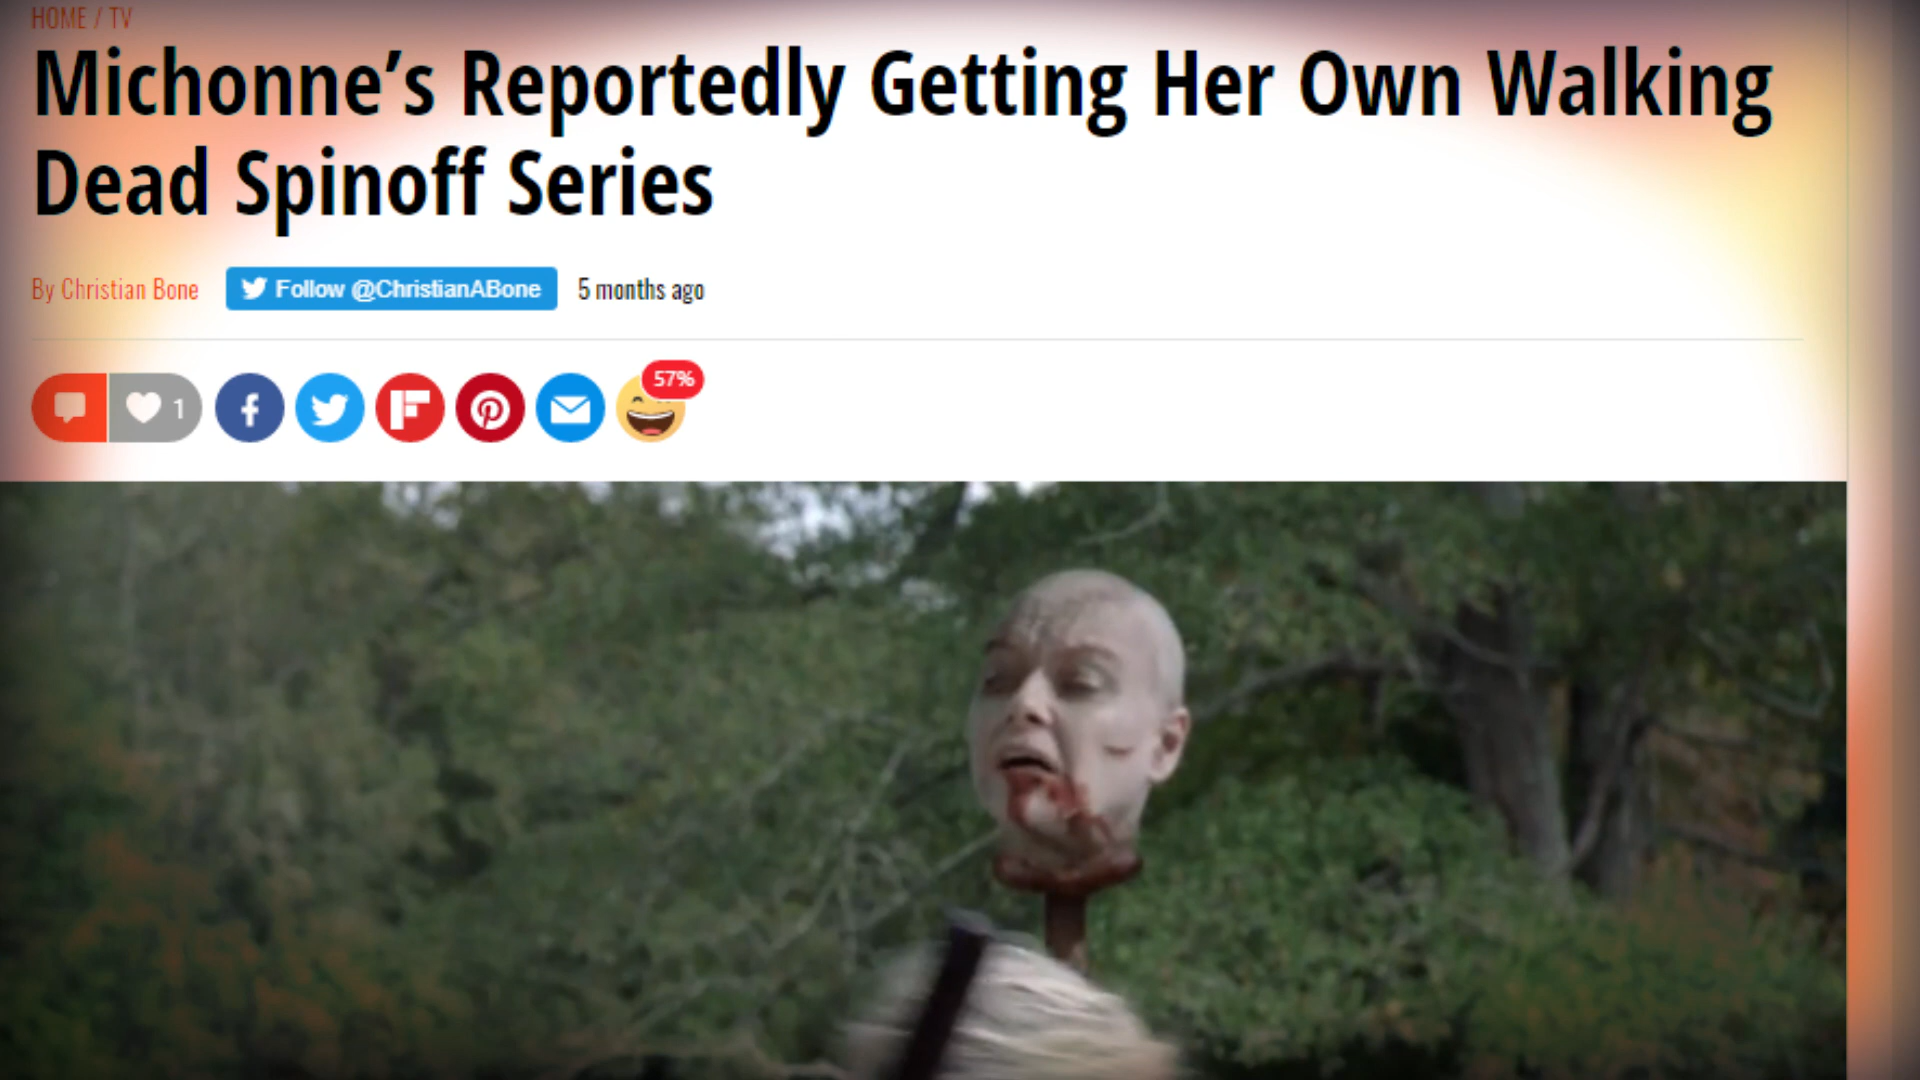 HOME / TV
Michonne’s Reportedly Getting Her Own Walking
Dead Spinoff Series
By Christian Bone Follow @ChristianABone 5 months ago
1 57%